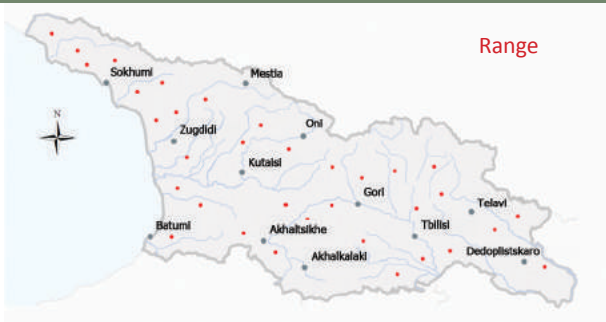 Range
Sokhumi
Mestia
N
Zugdidi
Oni
Kutaisi
Gori
Telavi
Batumi
Akhaltsikhe
Tbilisi
Dedoplistskaro
Akhalkalaki